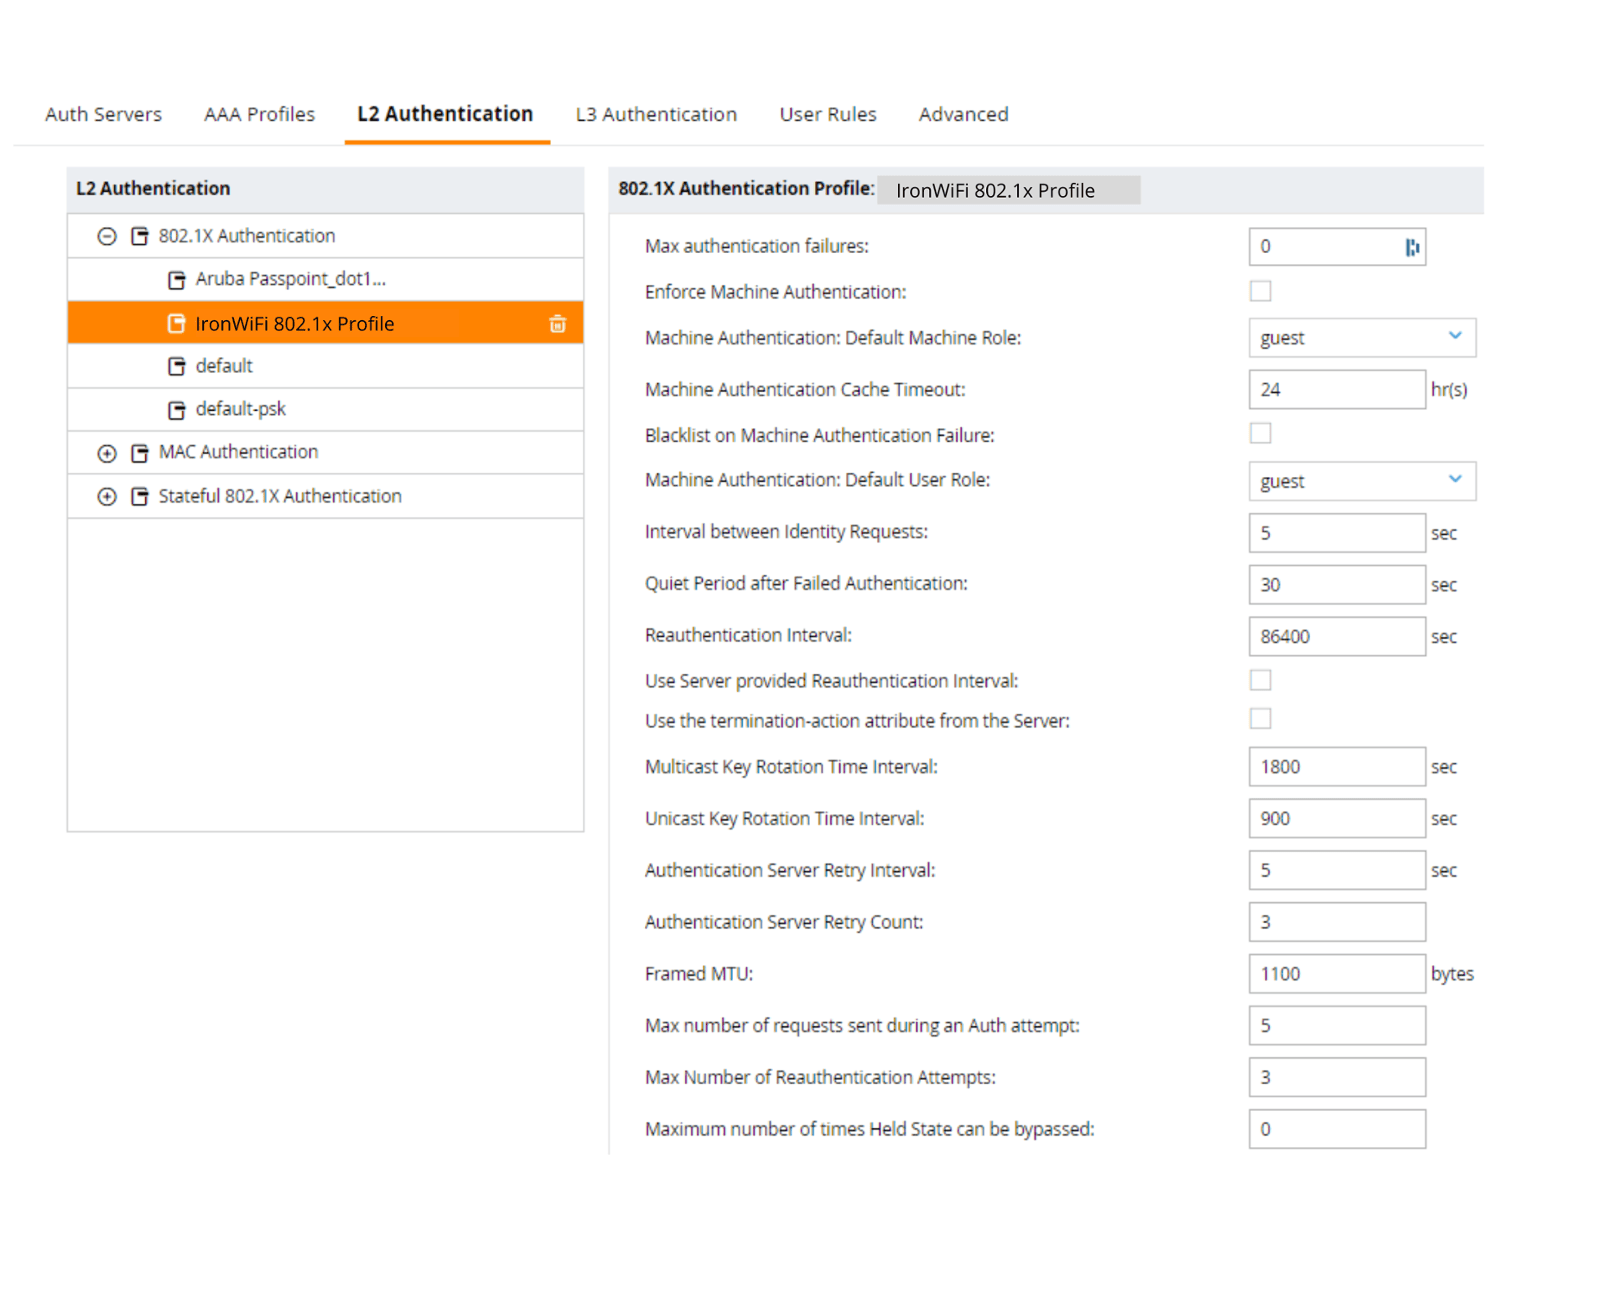 Auth Servers AAA Profiles L2 Authentication L3 Authentication User Rules Advanced
L2 Authentication
802.1X Authentication
Aruba Passpoint_dot1...
IronWiFi 802.1x Profile
default
default-psk
MAC Authentication
Stateful 802.1X Authentication
802.1X Authentication Profile: IronWiFi 802.1x Profile
Max authentication failures: 0
Enforce Machine Authentication:
Machine Authentication: Default Machine Role: guest
Machine Authentication Cache Timeout: 24 hr(s)
Blacklist on Machine Authentication Failure:
Machine Authentication: Default User Role: guest
Interval between Identity Requests: 5 sec
Quiet Period after Failed Authentication: 30 sec
Reauthentication Interval: 86400 sec
Use Server provided Reauthentication Interval:
Use the termination-action attribute from the Server:
Multicast Key Rotation Time Interval: 1800 sec
Unicast Key Rotation Time Interval: 900 sec
Authentication Server Retry Interval: 5 sec
Authentication Server Retry Count: 3
Framed MTU: 1100 bytes
Max number of requests sent during an Auth attempt: 5
Max Number of Reauthentication Attempts: 3
Maximum number of times Held State can be bypassed: 0